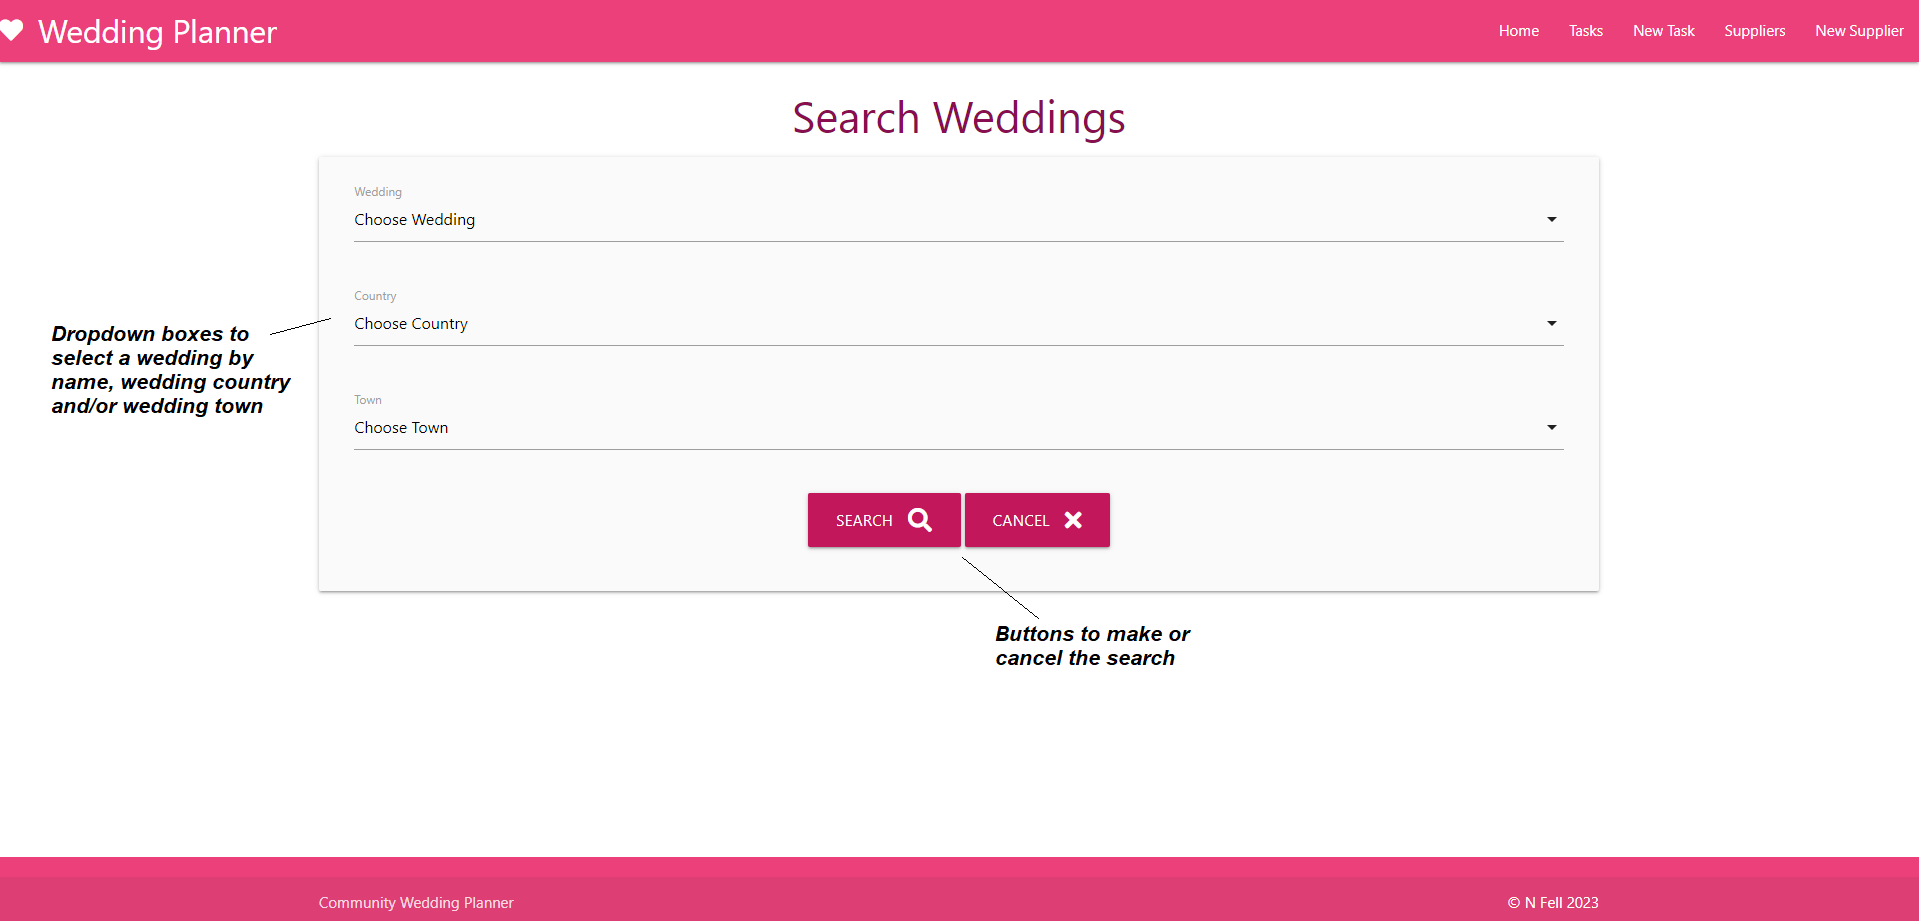 Wedding Planner
Home Tasks New Task Suppliers New Supplier
Search Weddings
Wedding
Choose Wedding
Country
Choose Country
Dropdown boxes to
select a wedding by
name, wedding country
and/or wedding town
Town
Choose Town
SEARCH CANCEL
Buttons to make or
cancel the search
Community Wedding Planner © N Fell 2023